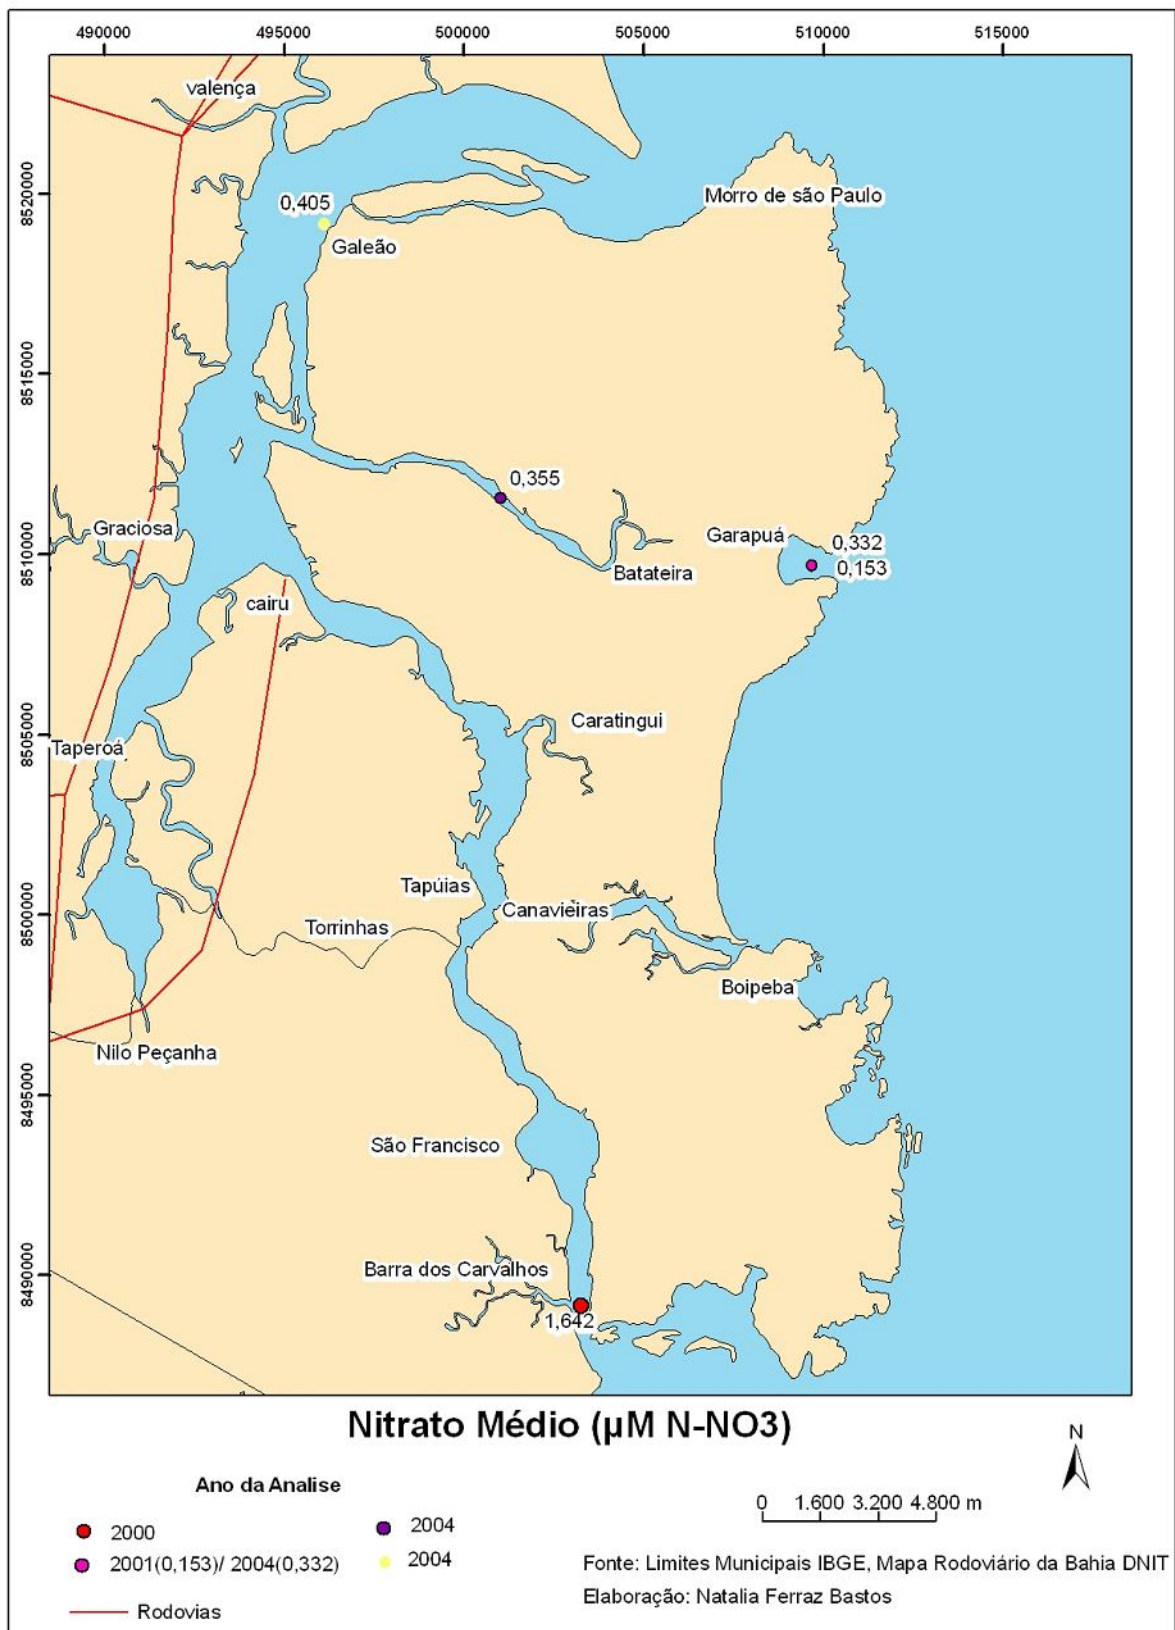 490000 495000 500000 505000 510000 515000
valença
8520000
Morro de são Paulo
0,405
Galeão
8515000
0,355
Graciosa
Garapuá
0,332
8510000
0,153
Batateira
cairu
Caratingui
8505000
Taperoá
Tapúias
Canavieiras
8500000
Torrinhas
Boipeba
Nilo Peçanha
8495000
São Francisco
8490000
Barra dos Carvalhos
1,642
Nitrato Médio (µM N-NO3)
N
Ano da Analise
0 1.600 3.200 4.800 m
2000
2004
2001(0,153)/ 2004(0,332)
2004
Fonte: Limites Municipais IBGE, Mapa Rodoviário da Bahia DNIT
Elaboração: Natalia Ferraz Bastos
Rodovias